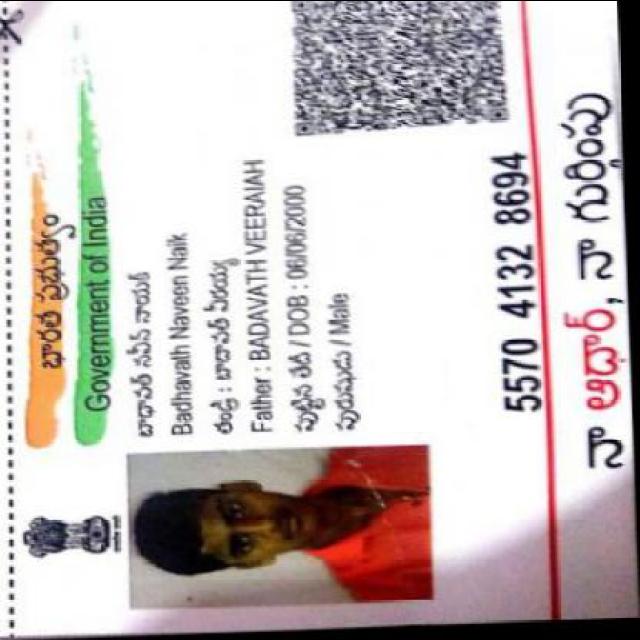 భారత ప్రభుత్వం
Government of India
బాధావత్ నవీన్ నాయక్
Badhavath Naveen Naik
తండ్రి : బాదావత్ వీరయ్య
Father : BADAVATH VEERAIAH
పుట్టిన తేదీ / DOB : 06/06/2000
పురుషుడు / Male
5570 4132 8694
నా ఆధార్, నా గుర్తింపు